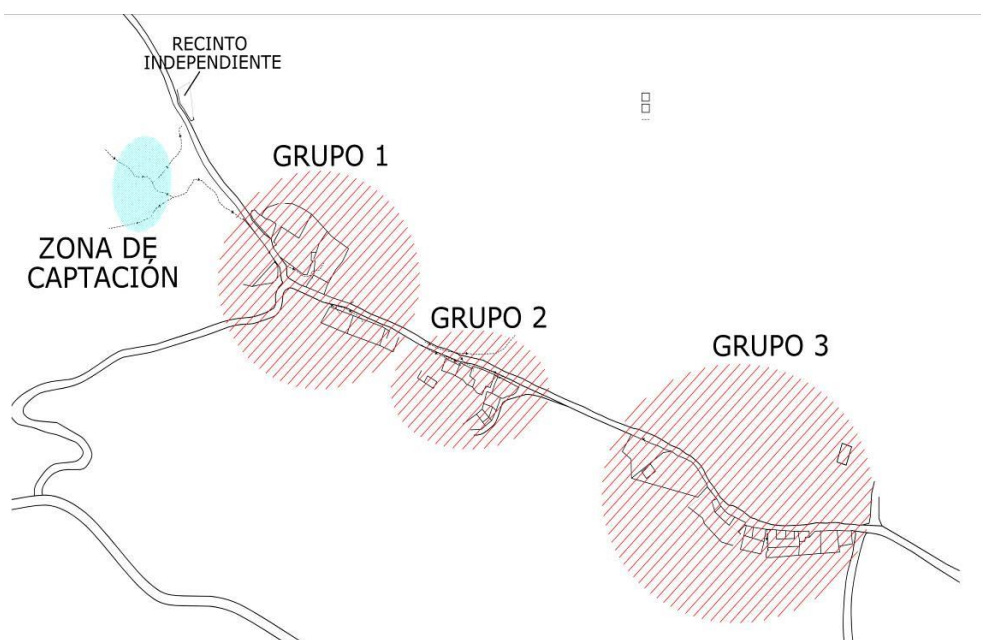 RECINTO
INDEPENDIENTE
GRUPO 1
ZONA DE
CAPTACIÓN
GRUPO 2
GRUPO 3